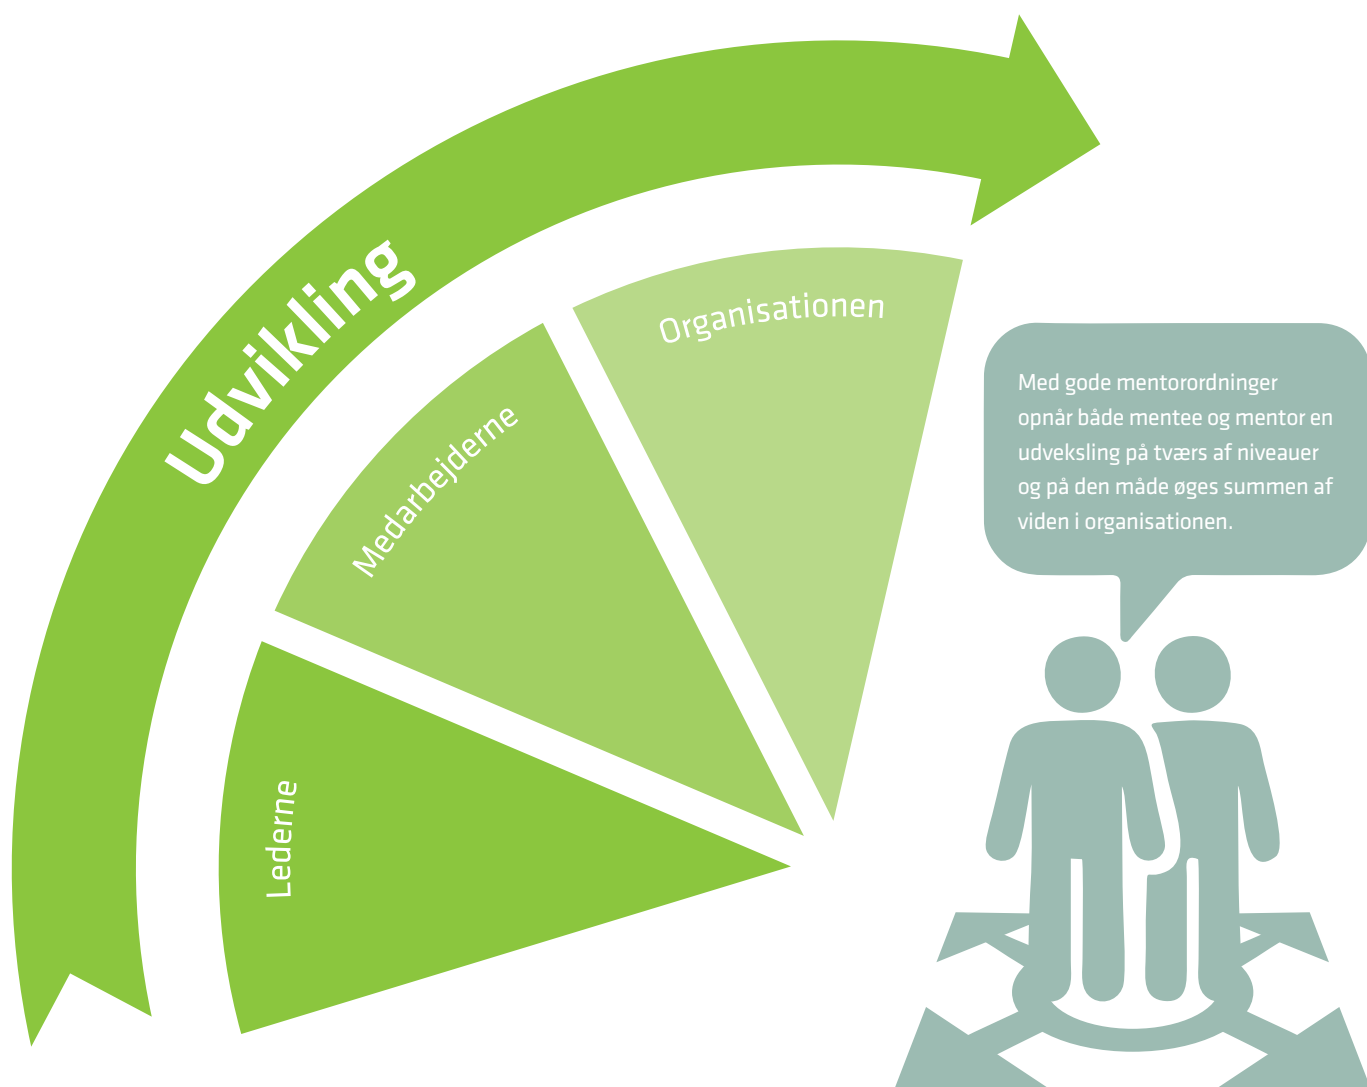 Udvikling
Organisationen
Medarbejderne
Lederne
Med gode mentorordninger
opnår både mentee og mentor en
udveksling på tværs af niveauer
og på den måde øges summen af
viden i organisationen.